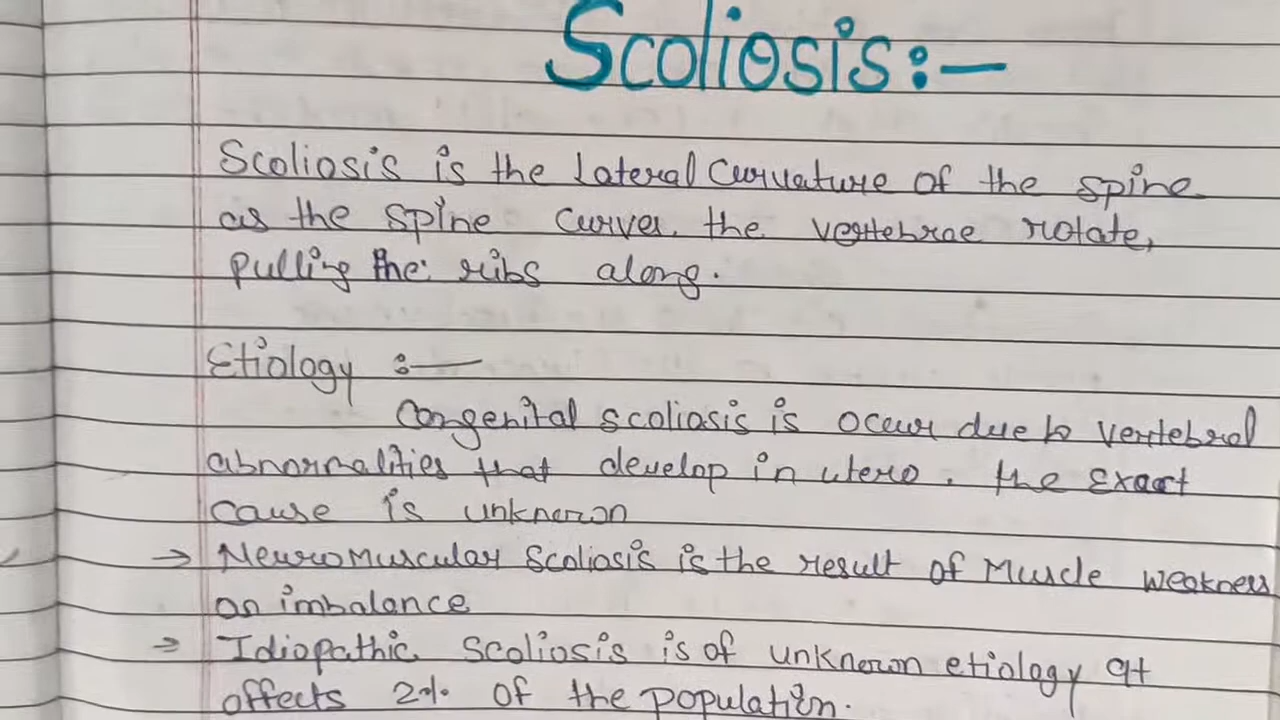 Scoliosis:-
Scoliosis is the Lateral Curvature of the spine
as the spine curves. the vertebrae rotate,
pulling the ribs along.
Etiology :-
Congenital scoliosis is occur due to vertebral
abnormalities that develop in utero. the exact
cause is unknown
→ Neuromuscular scoliosis is the result of Muscle weakness
or imbalance
→ Idiopathic scoliosis is of unknown etiology It
affects 2% of the population.